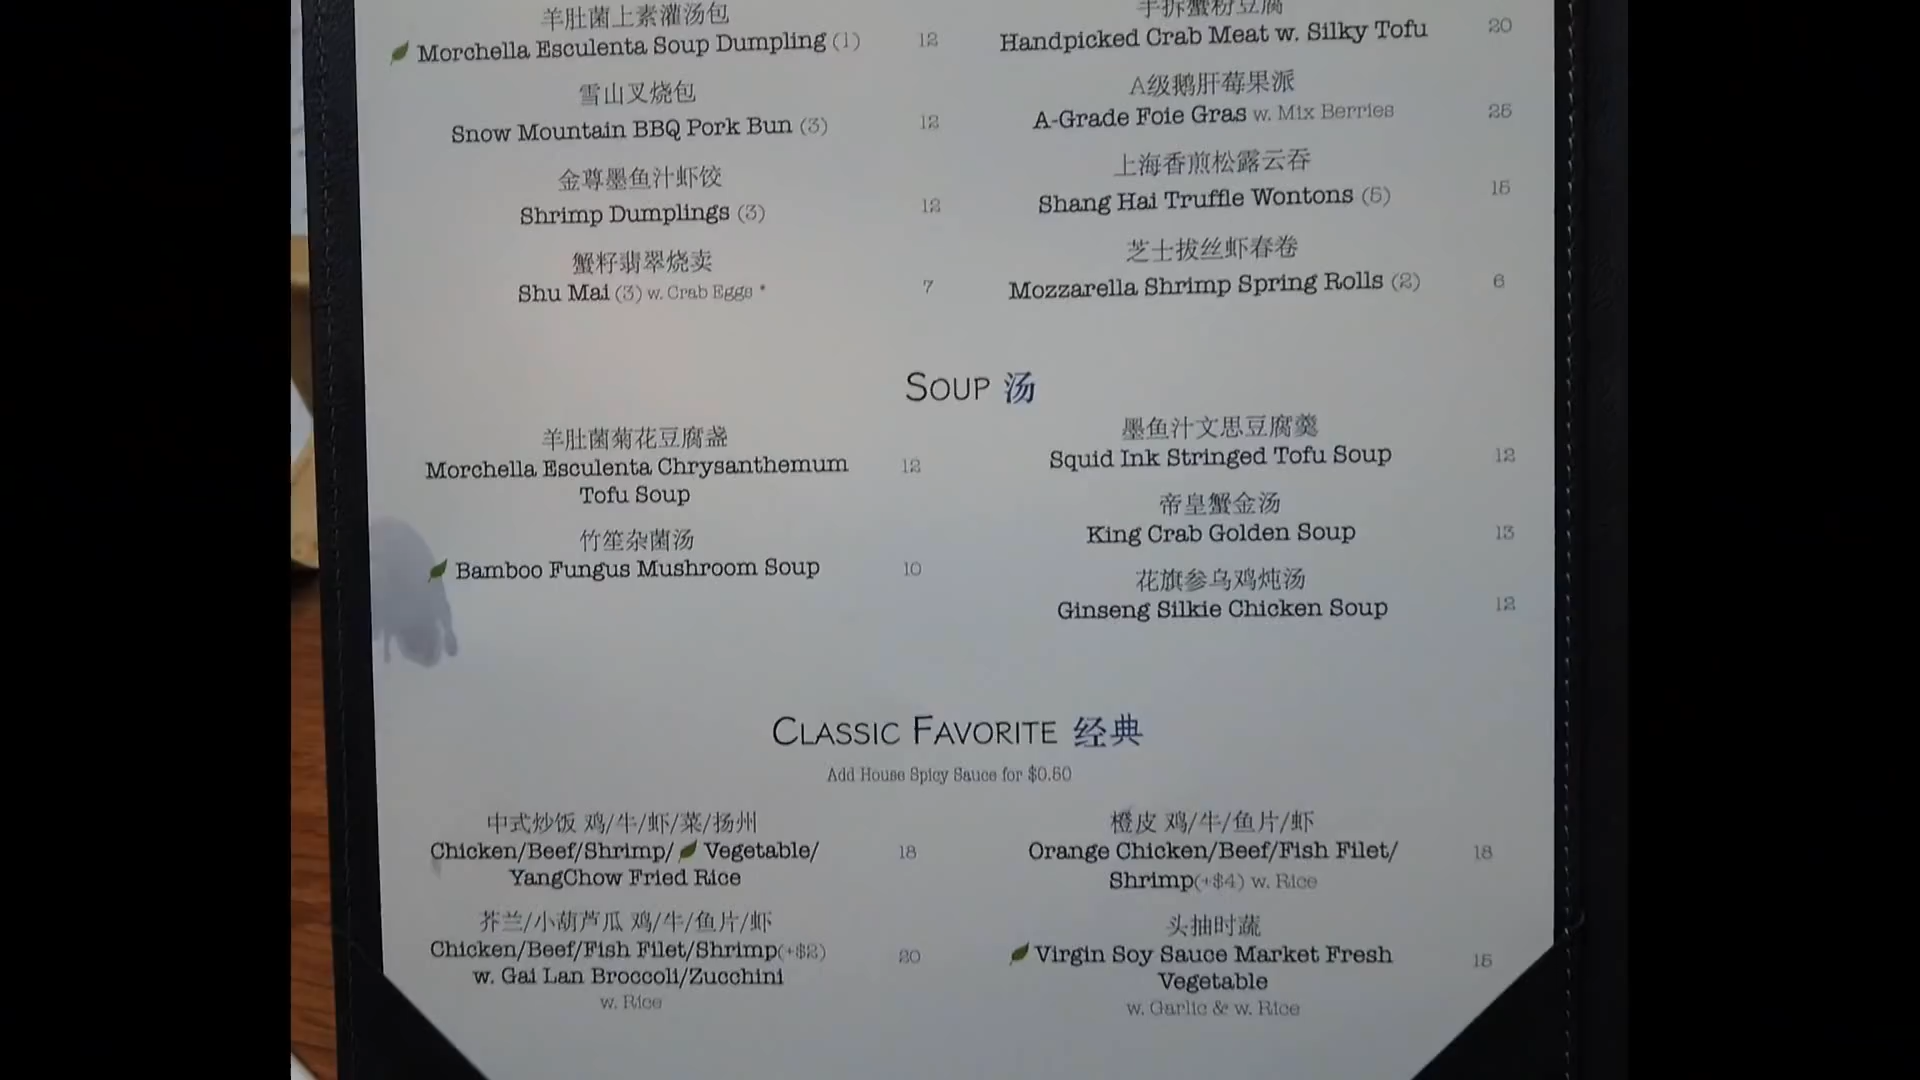 羊肚菌上素灌汤包
Morchella Esculenta Soup Dumpling (1) 12
雪山叉烧包
Snow Mountain BBQ Pork Bun (3) 12
金尊墨鱼汁虾饺
Shrimp Dumplings (3) 12
蟹籽翡翠烧卖
Shu Mai (3) w. Crab Eggs * 7
手拆蟹粉豆腐
Handpicked Crab Meat w. Silky Tofu 20
A级鹅肝莓果派
A-Grade Foie Gras w. Mix Berries 25
上海香煎松露云吞
Shang Hai Truffle Wontons (5) 15
芝士拔丝虾春卷
Mozzarella Shrimp Spring Rolls (2) 6
SOUP 汤
羊肚菌菊花豆腐盏
Morchella Esculenta Chrysanthemum 12
Tofu Soup
竹笙杂菌汤
Bamboo Fungus Mushroom Soup 10
墨鱼汁文思豆腐羹
Squid Ink Stringed Tofu Soup 12
帝皇蟹金汤
King Crab Golden Soup 13
花旗参乌鸡炖汤
Ginseng Silkie Chicken Soup 12
CLASSIC FAVORITE 经典
Add House Spicy Sauce for $0.50
中式炒饭 鸡/牛/虾/菜/扬州
Chicken/Beef/Shrimp/ Vegetable/ 18
YangChow Fried Rice
芥兰/小葫芦瓜 鸡/牛/鱼片/虾
Chicken/Beef/Fish Filet/Shrimp(+$2) 20
w. Gai Lan Broccoli/Zucchini
w. Rice
橙皮 鸡/牛/鱼片/虾
Orange Chicken/Beef/Fish Filet/ 18
Shrimp(+$4) w. Rice
头抽时蔬
Virgin Soy Sauce Market Fresh 15
Vegetable
w. Garlic & w. Rice